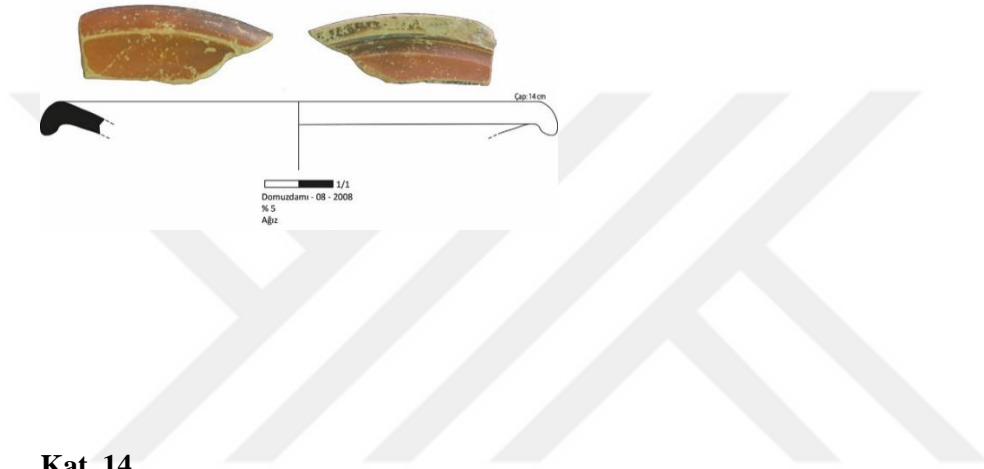 Çap: 14 cm
1/1
Domuzdamı - 08 - 2008
% 5
Ağız
Kat. 14